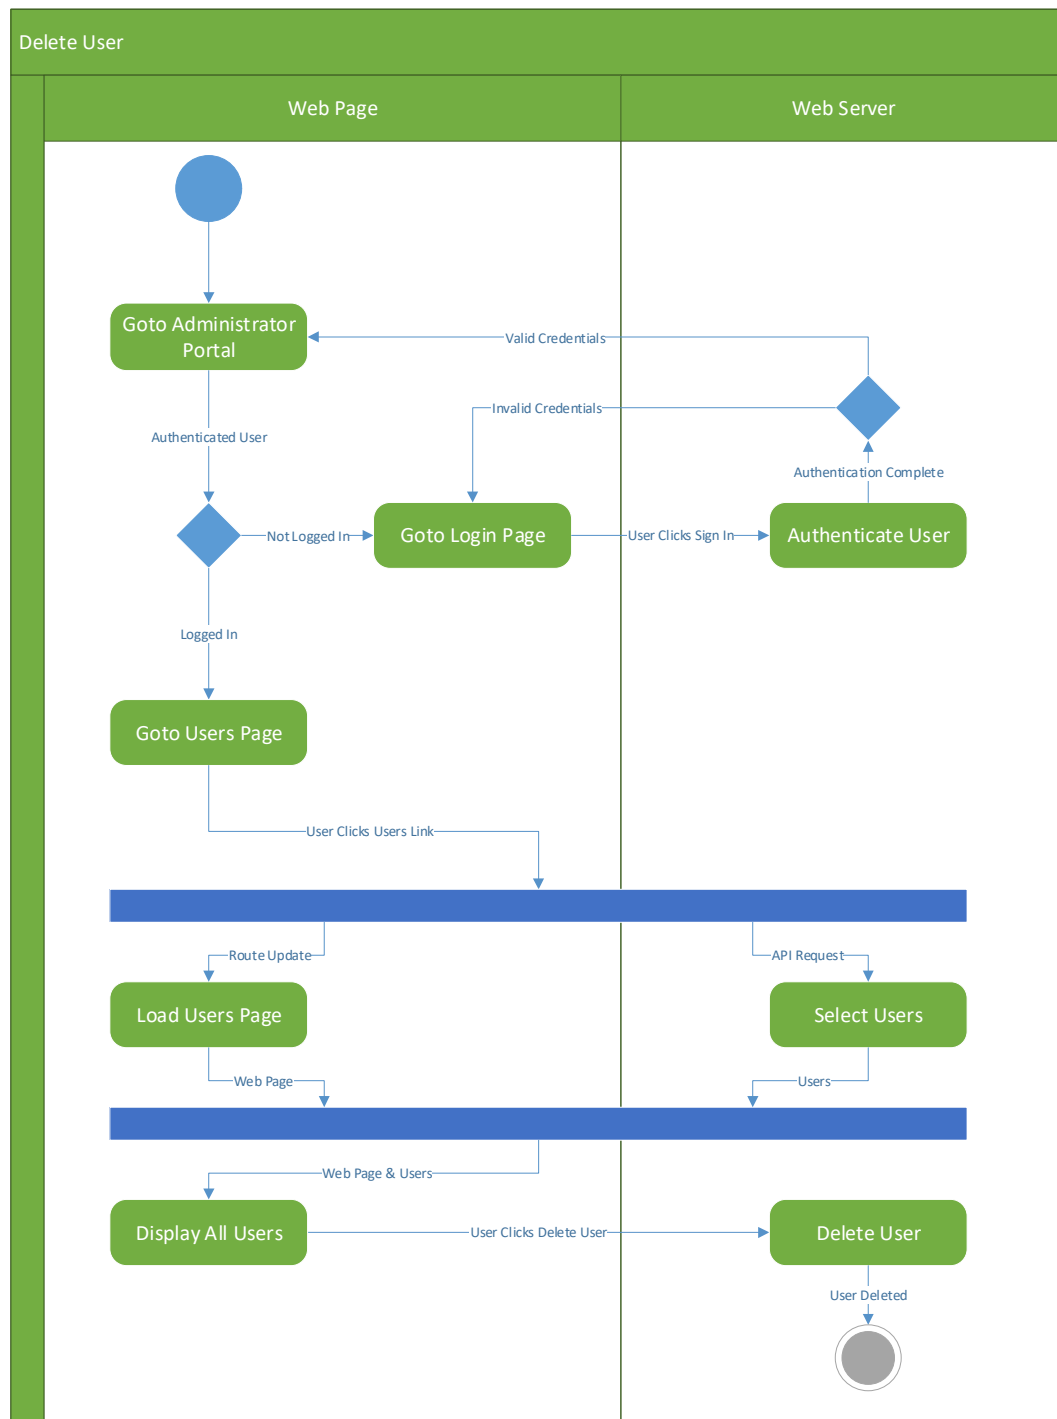 Delete User
Web Page
Web Server
Goto Administrator
Portal
Valid Credentials
Invalid Credentials
Authenticated User
Authentication Complete
Not Logged In
Goto Login Page
User Clicks Sign In
Authenticate User
Logged In
Goto Users Page
User Clicks Users Link
Route Update
API Request
Load Users Page
Select Users
Web Page
Users
Web Page & Users
Display All Users
User Clicks Delete User
Delete User
User Deleted